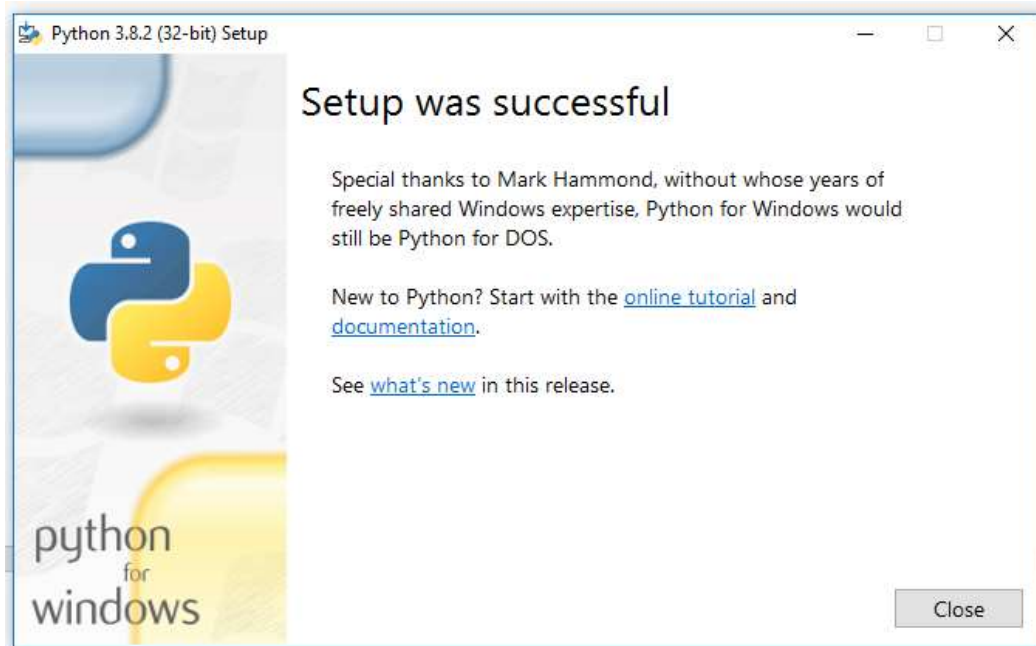 Python 3.8.2 (32-bit) Setup
Setup was successful
Special thanks to Mark Hammond, without whose years of
freely shared Windows expertise, Python for Windows would
still be Python for DOS.
New to Python? Start with the online tutorial and
documentation.
See what's new in this release.
python
for
windows
Close